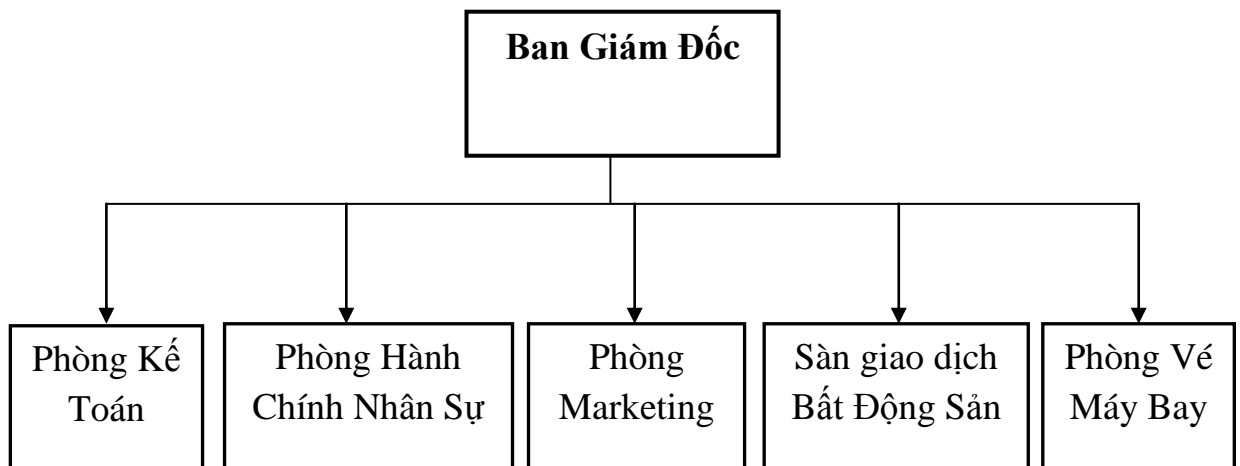 Ban Giám Đốc
Phòng Kế
Toán
Phòng Hành
Chính Nhân Sự
Phòng
Marketing
Sàn giao dịch
Bất Động Sản
Phòng Vé
Máy Bay